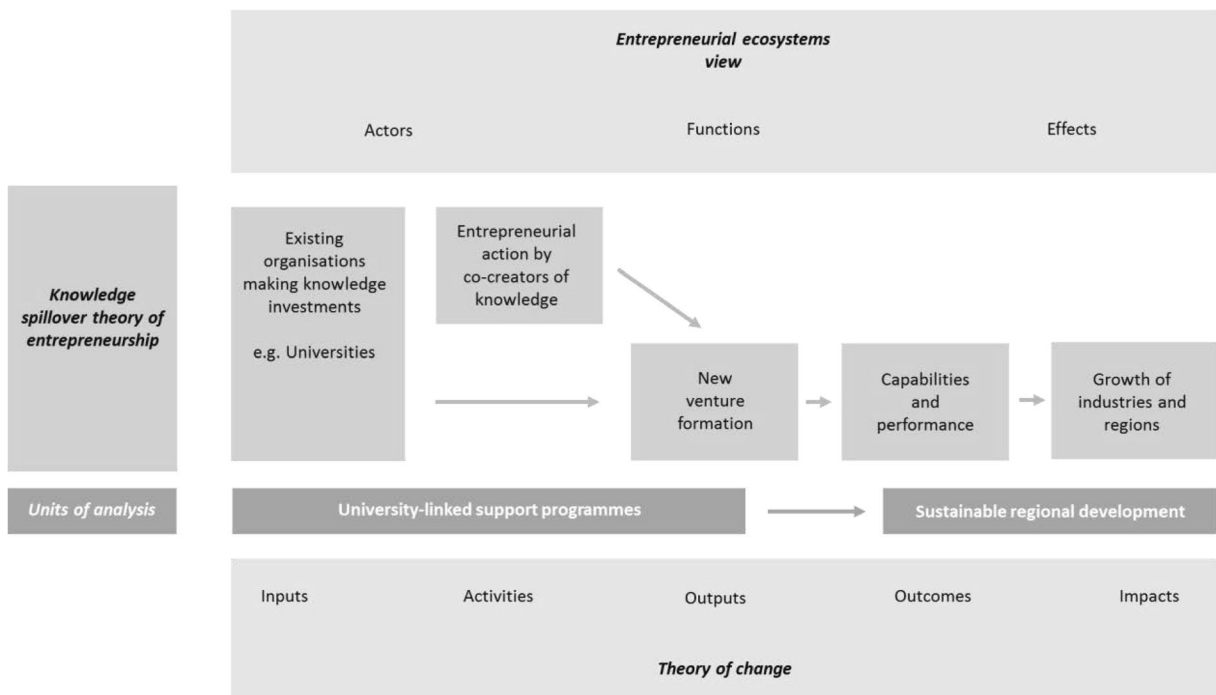 Entrepreneurial ecosystems
view
Actors
Functions
Effects
Knowledge
spillover theory of
entrepreneurship
Existing
organisations
making knowledge
investments
e.g. Universities
Entrepreneurial
action by
co-creators of
knowledge
New
venture
formation
Capabilities
and
performance
Growth of
industries and
regions
Units of analysis
University-linked support programmes
Sustainable regional development
Inputs
Activities
Outputs
Outcomes
Impacts
Theory of change